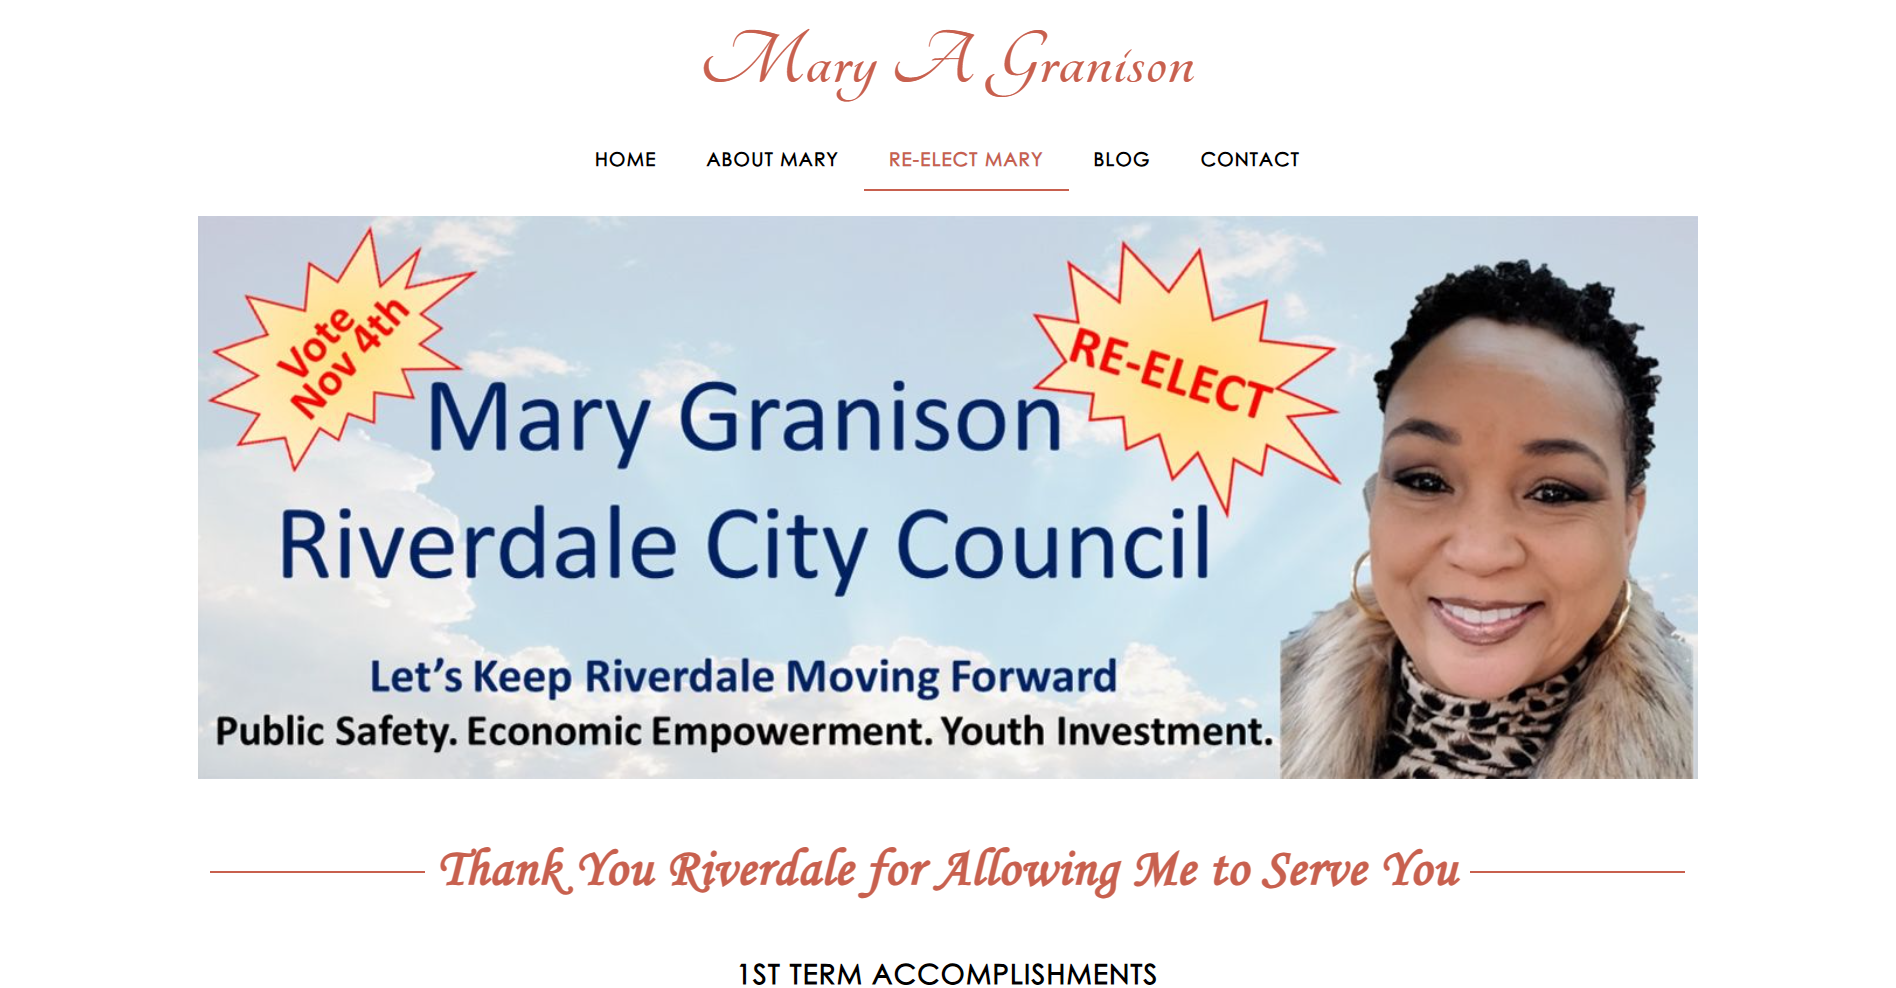 Mary A Granison
HOME ABOUT MARY RE-ELECT MARY BLOG CONTACT
Vote
Nov 4th
RE-ELECT
Mary Granison
Riverdale City Council
Let's Keep Riverdale Moving Forward
Public Safety. Economic Empowerment. Youth Investment.
Thank You Riverdale for Allowing Me to Serve You
1ST TERM ACCOMPLISHMENTS